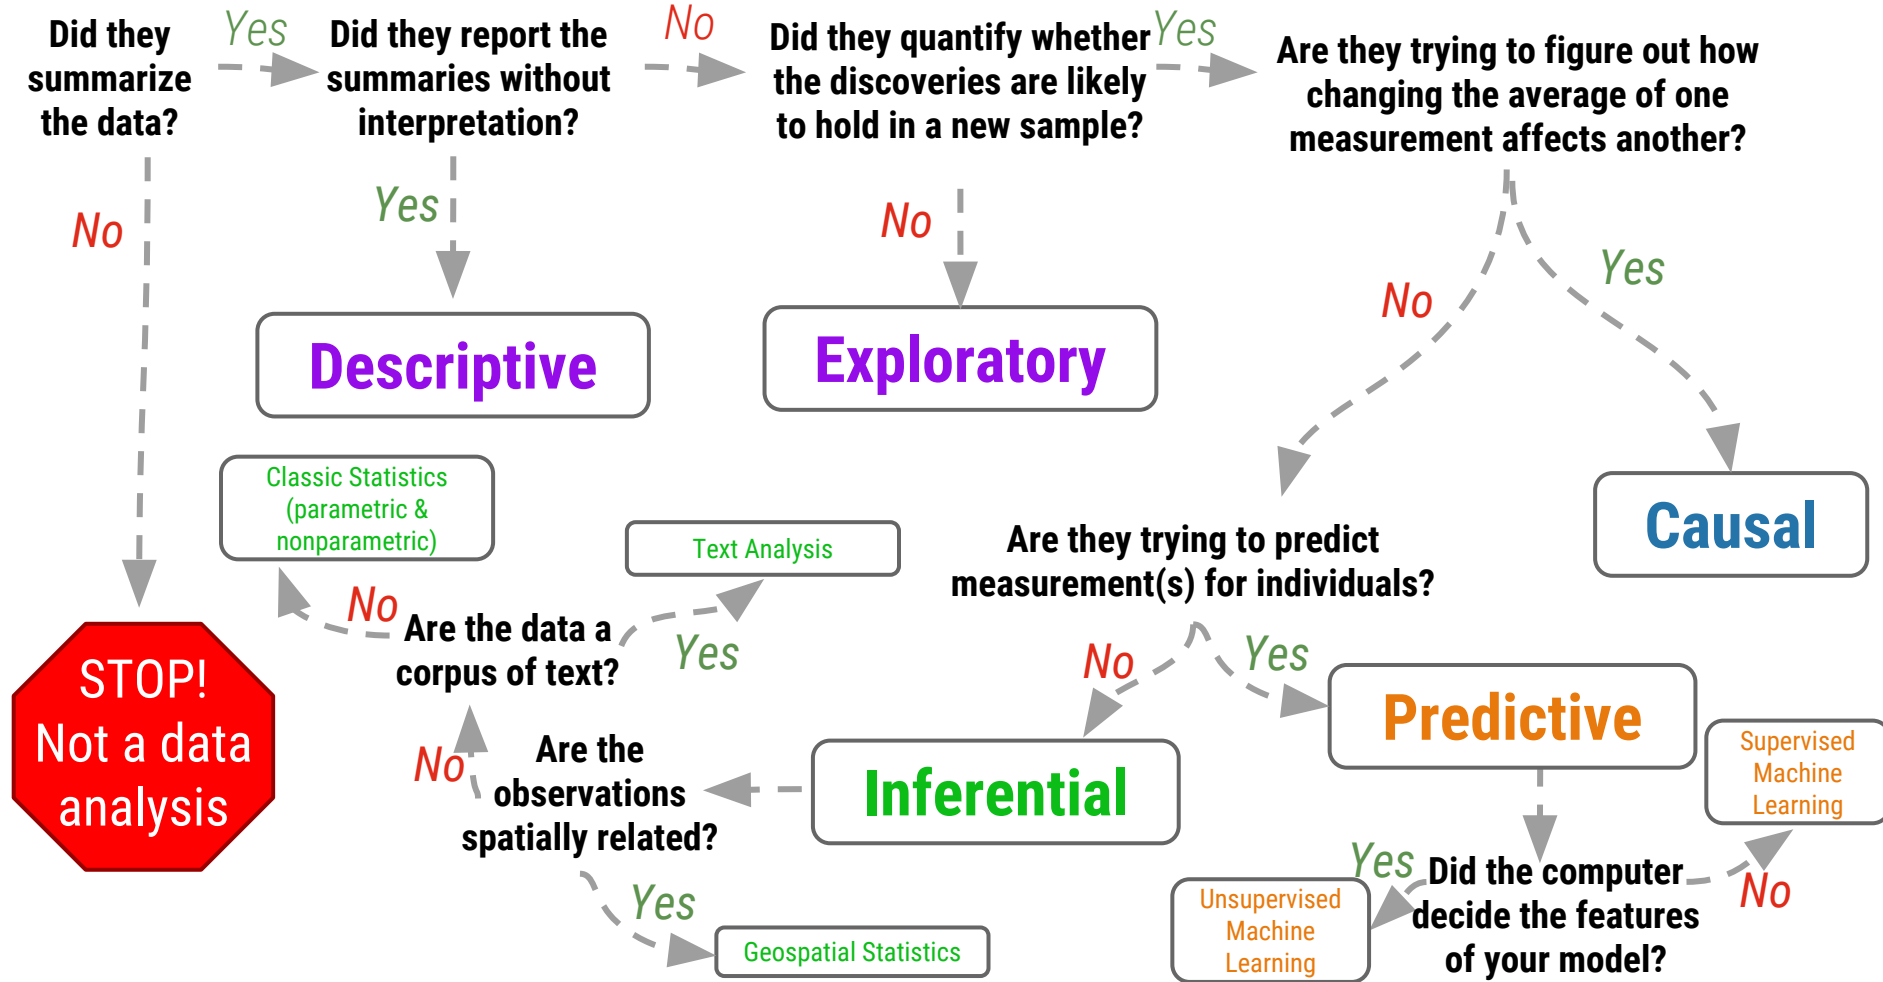 Did they
summarize
the data?
Yes
Did they report the
summaries without
interpretation?
No
Did they quantify whether
the discoveries are likely
to hold in a new sample?
Yes
Are they trying to figure out how
changing the average of one
measurement affects another?
No
Yes
No
No
Yes
Descriptive
Exploratory
Causal
Classic Statistics
(parametric &
nonparametric)
Text Analysis
Are they trying to predict
measurement(s) for individuals?
No
Are the data a
corpus of text?
Yes
No
Yes
STOP!
Not a data
analysis
Predictive
Supervised
Machine
Learning
No
Are the
observations
spatially related?
Inferential
Yes
Geospatial Statistics
Yes
Did the computer
decide the features
of your model?
No
Unsupervised
Machine
Learning